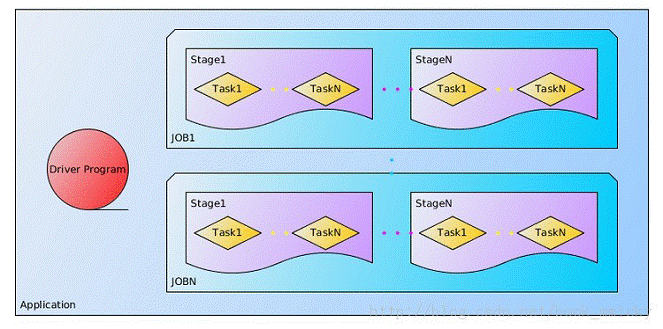 Stage1
StageN
Task1
TaskN
Task1
TaskN
JOB1
Driver Program
Stage1
StageN
Task1
TaskN
Task1
TaskN
JOBN
Application